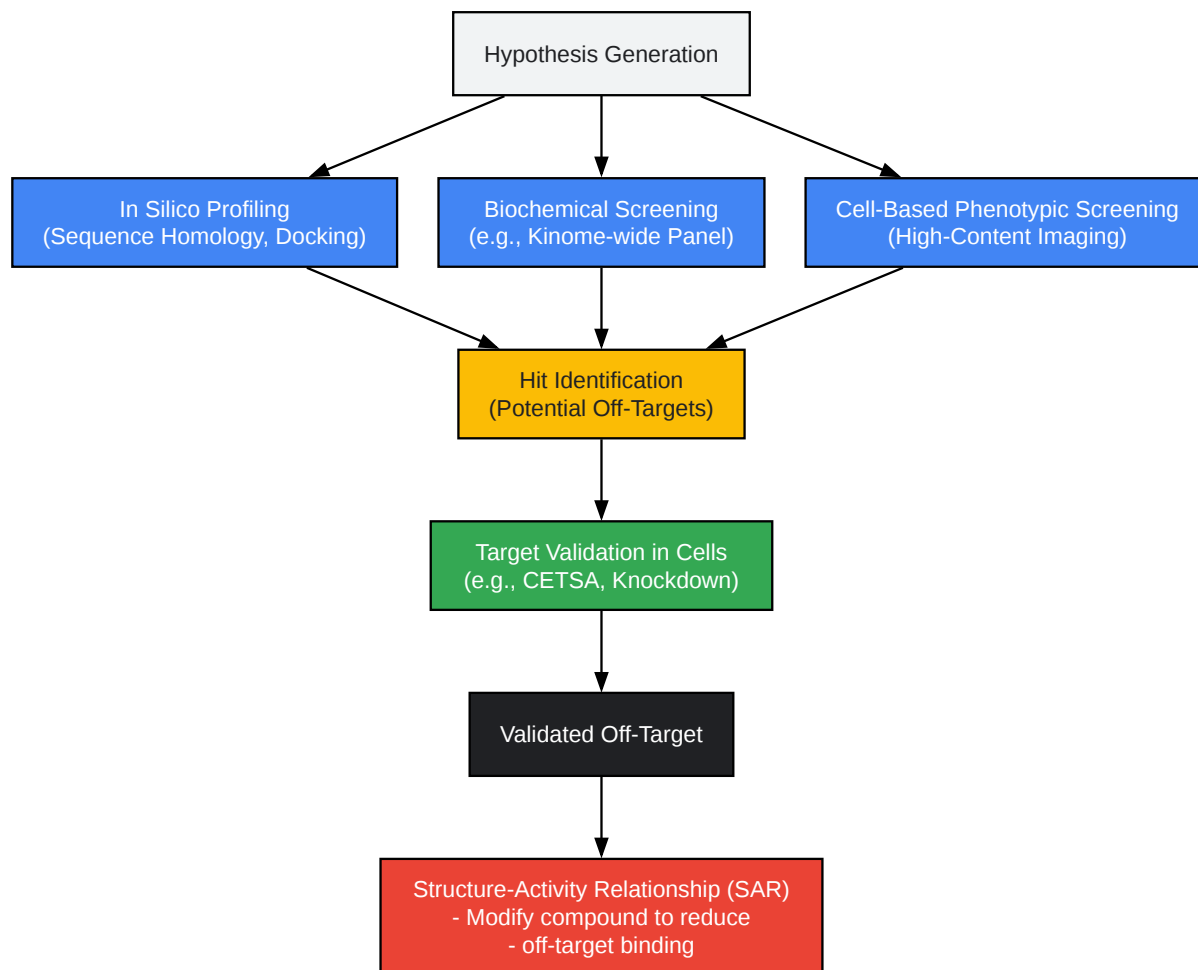 Hypothesis Generation
In Silico Profiling
(Sequence Homology, Docking)
Biochemical Screening
(e.g., Kinome-wide Panel)
Cell-Based Phenotypic Screening
(High-Content Imaging)
Hit Identification
(Potential Off-Targets)
Target Validation in Cells
(e.g., CETSA, Knockdown)
Validated Off-Target
Structure-Activity Relationship (SAR)
- Modify compound to reduce
- off-target binding